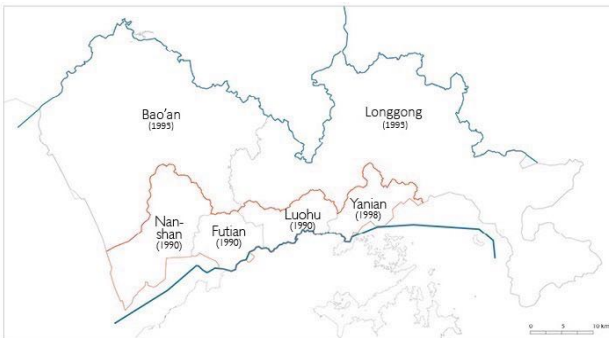 Bao'an
(1993)
Longgong
(1993)
Nan-
shan
(1990)
Futian
(1990)
Luohu
(1990)
Yanian
(1998)
0 5 10 km